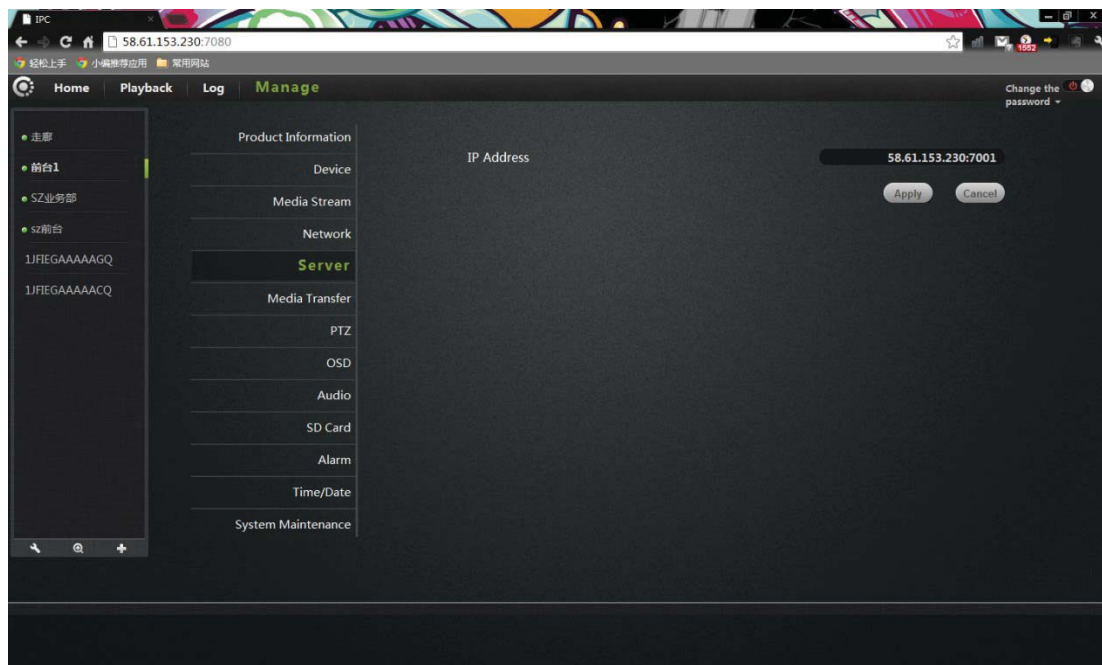 IPC
58.61.153.230:7080
1552
轻松上手 小编推荐应用 常用网站
Home Playback Log Manage
Change the password
走廊
前台1
SZ业务部
sz前台
1JFIEGAAAAAGQ
1JFIEGAAAAACQ
Product Information
Device
Media Stream
Network
Server
Media Transfer
PTZ
OSD
Audio
SD Card
Alarm
Time/Date
System Maintenance
IP Address 58.61.153.230:7001
Apply Cancel